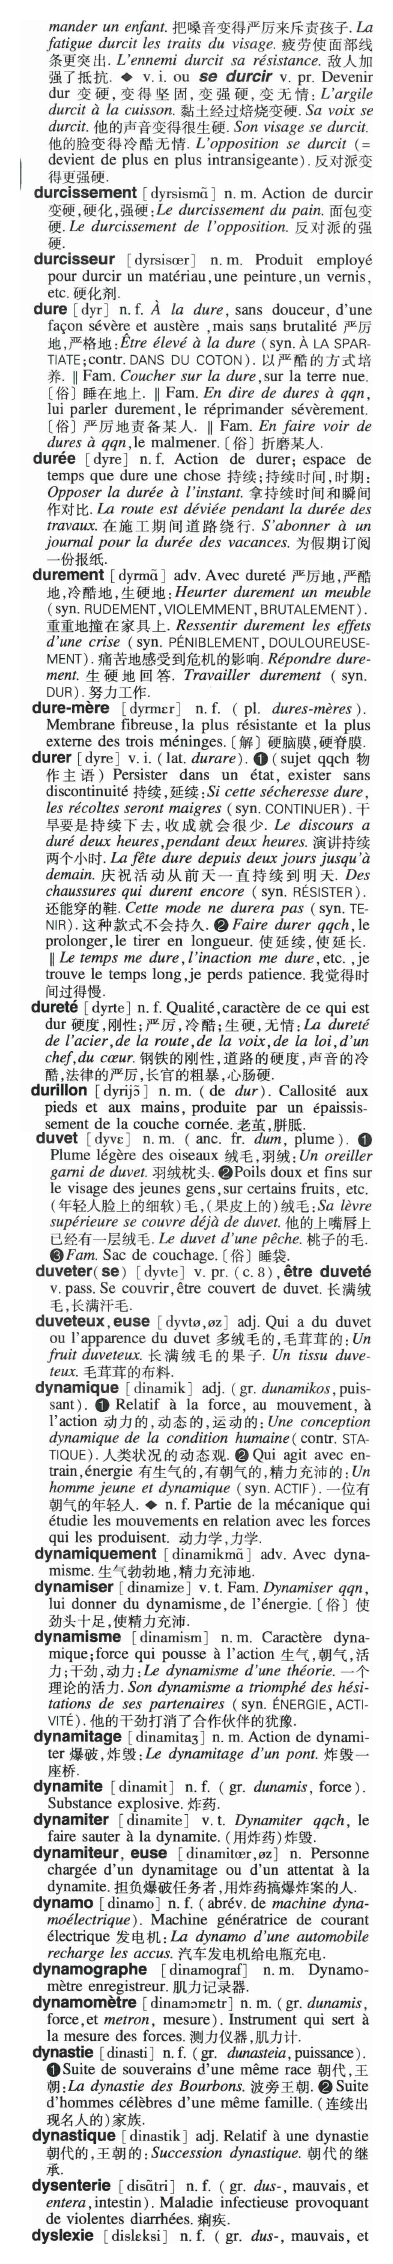 mander un enfant. 把嗓音变得严厉来斥责孩子. La
fatigue durcit les traits du visage. 疲劳使面部线
条更突出. L'ennemi durcit sa résistance. 敌人加
强了抵抗. ◆ v. i. ou se durcir v. pr. Devenir
dur 变硬,变得坚固,变强硬,变无情: L'argile
durcit à la cuisson. 黏土经过焙烧变硬. Sa voix se
durcit. 他的声音变得很生硬. Son visage se durcit.
他的脸变得冷酷无情. L'opposition se durcit (=
devient de plus en plus intransigeante). 反对派变
得更强硬.
durcissement [dyrsismɑ̃] n. m. Action de durcir
变硬,硬化,强硬: Le durcissement du pain. 面包变
硬. Le durcissement de l'opposition. 反对派的强
硬.
durcisseur [dyrsisœr] n. m. Produit employé
pour durcir un matériau, une peinture, un vernis,
etc. 硬化剂.
dure [dyr] n. f. À la dure, sans douceur, d'une
façon sévère et austère, mais sans brutalité 严厉
地,严格地: Être élevé à la dure (syn. À LA SPAR-
TIATE; contr. DANS DU COTON). 以严酷的方式培
养. ‖ Fam. Coucher sur la dure, sur la terre nue.
〔俗〕睡在地上. ‖ Fam. En dire de dures à qqn,
lui parler durement, le réprimander sévèrement.
〔俗〕严厉地责备某人. ‖ Fam. En faire voir de
dures à qqn, le malmener. 〔俗〕折磨某人.
durée [dyre] n. f. Action de durer; espace de
temps que dure une chose 持续;持续时间,时期:
Opposer la durée à l'instant. 拿持续时间和瞬间
作对比. La route est déviée pendant la durée des
travaux. 在施工期间道路绕行. S'abonner à un
journal pour la durée des vacances. 为假期订阅
一份报纸.
durement [dyrmɑ̃] adv. Avec dureté 严厉地,严酷
地,冷酷地,生硬地: Heurter durement un meuble
(syn. RUDEMENT, VIOLEMMENT, BRUTALEMENT).
重重地撞在家具上. Ressentir durement les effets
d'une crise (syn. PÉNIBLEMENT, DOULOUREUSE-
MENT). 痛苦地感受到危机的影响. Répondre dure-
ment. 生硬地回答. Travailler durement (syn.
DUR). 努力工作.
dure-mère [dyrmɛr] n. f. (pl. dures-mères).
Membrane fibreuse, la plus résistante et la plus
externe des trois méninges. 〔解〕硬脑膜,硬脊膜.
durer [dyre] v. i. (lat. durare). ❶ (sujet qqch 物
作主语) Persister dans un état, exister sans
discontinuité 持续,延续: Si cette sécheresse dure,
les récoltes seront maigres (syn. CONTINUER). 干
旱要是持续下去,收成就会很少. Le discours a
duré deux heures, pendant deux heures. 演讲持续
两个小时. La fête dure depuis deux jours jusqu'à
demain. 庆祝活动从前天一直持续到明天. Des
chaussures qui durent encore (syn. RÉSISTER).
还能穿的鞋. Cette mode ne durera pas (syn. TE-
NIR). 这种款式不会持久. ❷ Faire durer qqch, le
prolonger, le tirer en longueur. 使延续,使延长.
‖ Le temps me dure, l'inaction me dure, etc., je
trouve le temps long, je perds patience. 我觉得时
间过得慢.
dureté [dyrte] n. f. Qualité, caractère de ce qui est
dur 硬度,刚性;严厉,冷酷;生硬,无情: La dureté
de l'acier, de la route, de la voix, de la loi, d'un
chef, du cœur. 钢铁的刚性,道路的硬度,声音的冷
酷,法律的严厉,长官的粗暴,心肠硬.
durillon [dyrijɔ̃] n. m. (de dur). Callosité aux
pieds et aux mains, produite par un épaissis-
sement de la couche cornée. 老茧,胼胝.
duvet [dyvɛ] n. m. (anc. fr. dum, plume). ❶
Plume légère des oiseaux 绒毛,羽绒: Un oreiller
garni de duvet. 羽绒枕头. ❷ Poils doux et fins sur
le visage des jeunes gens, sur certains fruits, etc.
(年轻人脸上的细软)毛,(果皮上的)绒毛: Sa lèvre
supérieure se couvre déjà de duvet. 他的上嘴唇上
已经有一层绒毛. Le duvet d'une pêche. 桃子的毛.
❸ Fam. Sac de couchage. 〔俗〕睡袋.
duveter(se) [dyvte] v. pr. (c. 8), être duveté
v. pass. Se couvrir, être couvert de duvet. 长满绒
毛,长满汗毛.
duveteux, euse [dyvtø, øz] adj. Qui a du duvet
ou l'apparence du duvet 多绒毛的,毛茸茸的: Un
fruit duveteux. 长满绒毛的果子. Un tissu duve-
teux. 毛茸茸的布料.
dynamique [dinamik] adj. (gr. dunamikos, puis-
sant). ❶ Relatif à la force, au mouvement, à
l'action 动力的,动态的,运动的: Une conception
dynamique de la condition humaine (contr. STA-
TIQUE). 人类状况的动态观. ❷ Qui agit avec en-
train, énergie 有生气的,有朝气的,精力充沛的: Un
homme jeune et dynamique (syn. ACTIF). 一位有
朝气的年轻人. ◆ n. f. Partie de la mécanique qui
étudie les mouvements en relation avec les forces
qui les produisent. 动力学,力学.
dynamiquement [dinamikmɑ̃] adv. Avec dyna-
misme. 生气勃勃地,精力充沛地.
dynamiser [dinamize] v. t. Fam. Dynamiser qqn,
lui donner du dynamisme, de l'énergie. 〔俗〕使
劲头十足,使精力充沛.
dynamisme [dinamism] n. m. Caractère dyna-
mique; force qui pousse à l'action 生气,朝气,活
力;干劲,动力: Le dynamisme d'une théorie. 一个
理论的活力. Son dynamisme a triomphé des hési-
tations de ses partenaires (syn. ÉNERGIE, ACTI-
VITÉ). 他的干劲打消了合作伙伴的犹豫.
dynamitage [dinamitaʒ] n. m. Action de dynami-
ter 爆破,炸毁: Le dynamitage d'un pont. 炸毁一
座桥.
dynamite [dinamit] n. f. (gr. dunamis, force).
Substance explosive. 炸药.
dynamiter [dinamite] v. t. Dynamiter qqch, le
faire sauter à la dynamite. (用炸药)炸毁.
dynamiteur, euse [dinamitœr, øz] n. Personne
chargée d'un dynamitage ou d'un attentat à la
dynamite. 担负爆破任务者,用炸药搞爆炸案的人.
dynamo [dinamo] n. f. (abrév. de machine dyna-
moélectrique). Machine génératrice de courant
électrique 发电机: La dynamo d'une automobile
recharge les accus. 汽车发电机给电瓶充电.
dynamographe [dinamograf] n. m. Dynamo-
mètre enregistreur. 肌力记录器.
dynamomètre [dinamɔmɛtr] n. m. (gr. dunamis,
force, et metron, mesure). Instrument qui sert à
la mesure des forces. 测力仪器,肌力计.
dynastie [dinasti] n. f. (gr. dunasteia, puissance).
❶ Suite de souverains d'une même race 朝代,王
朝: La dynastie des Bourbons. 波旁王朝. ❷ Suite
d'hommes célèbres d'une même famille. (连续出
现名人的)家族.
dynastique [dinastik] adj. Relatif à une dynastie
朝代的,王朝的: Succession dynastique. 朝代的继
承.
dysenterie [disɑ̃tri] n. f. (gr. dus-, mauvais, et
entera, intestin). Maladie infectieuse provoquant
de violentes diarrhées. 痢疾.
dyslexie [dislɛksi] n. f. (gr. dus-, mauvais, et